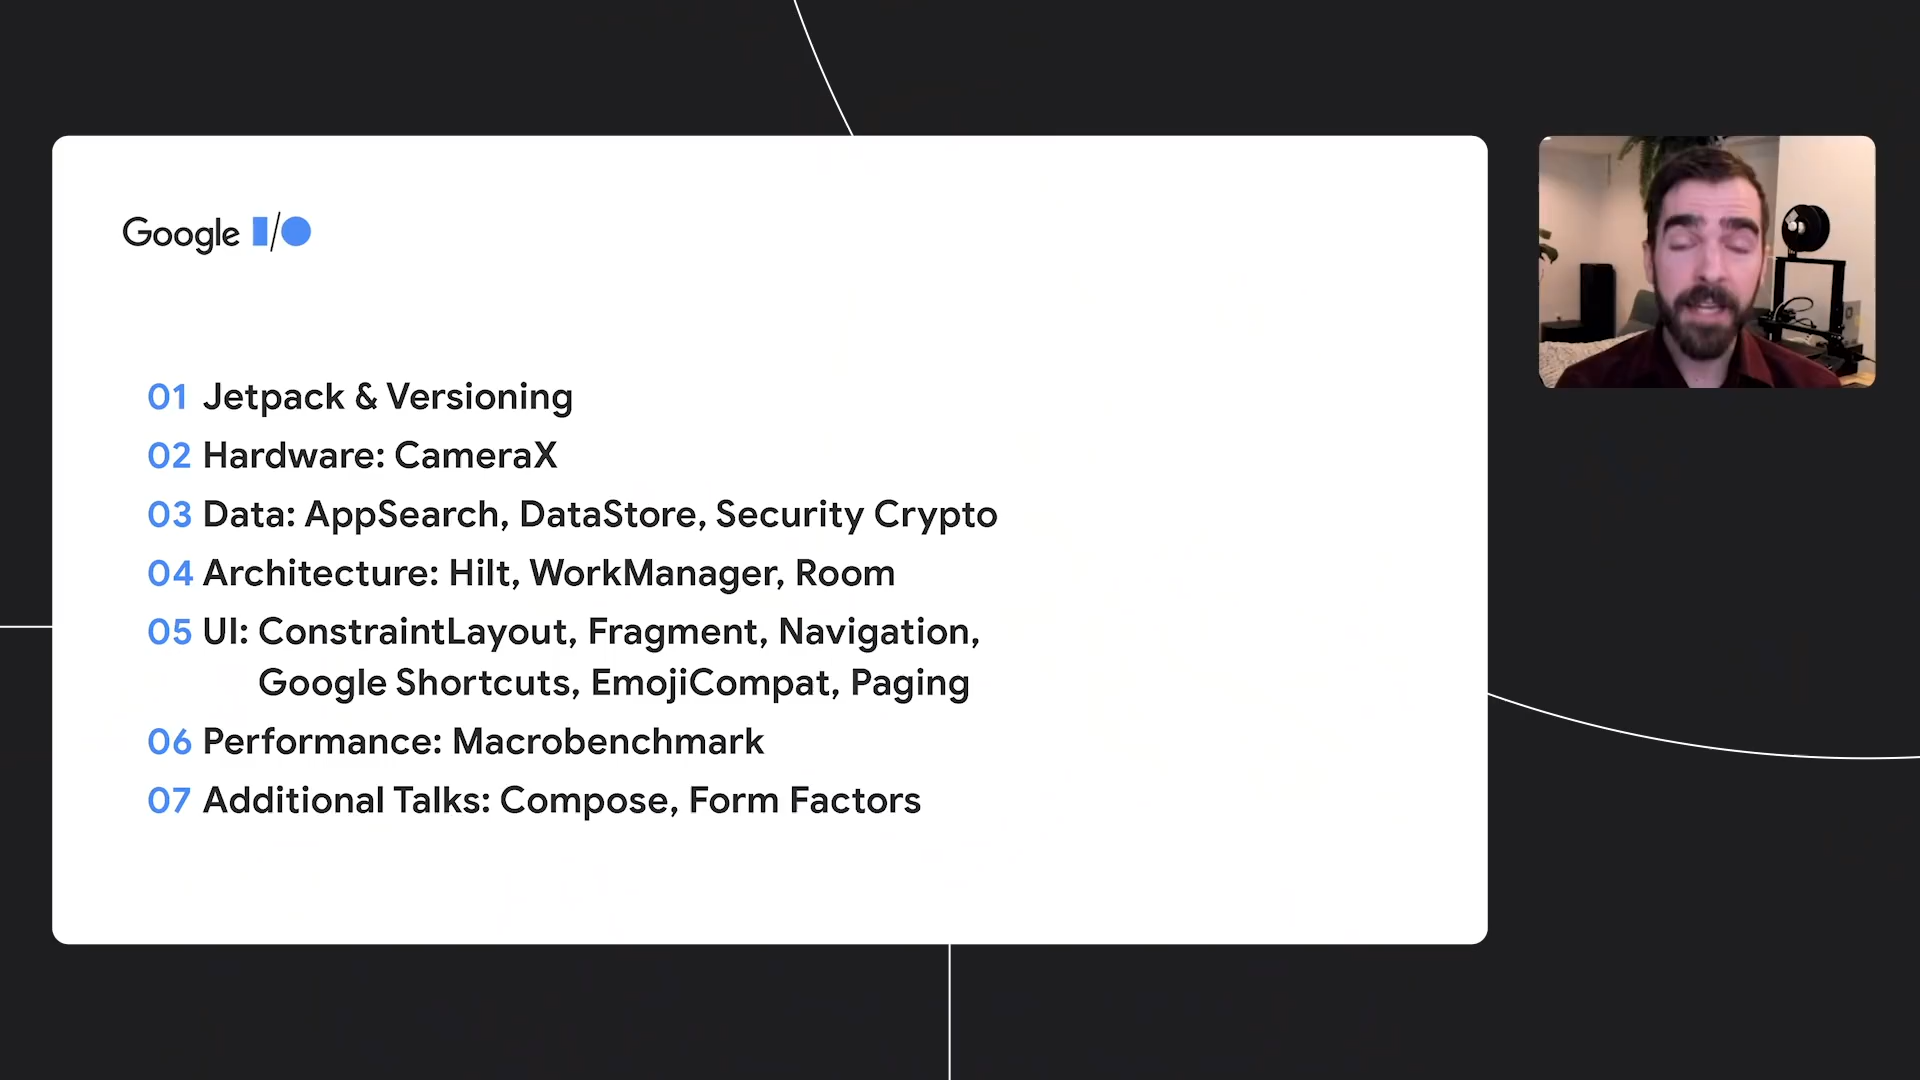 Google I/O
01 Jetpack & Versioning
02 Hardware: CameraX
03 Data: AppSearch, DataStore, Security Crypto
04 Architecture: Hilt, WorkManager, Room
05 UI: ConstraintLayout, Fragment, Navigation,
Google Shortcuts, EmojiCompat, Paging
06 Performance: Macrobenchmark
07 Additional Talks: Compose, Form Factors